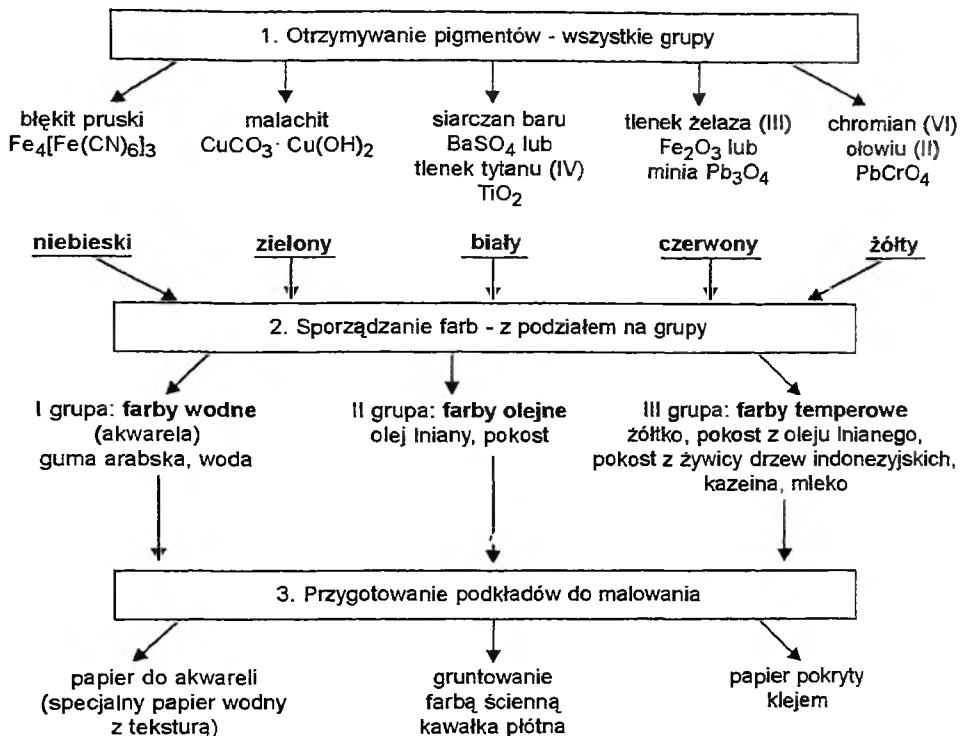 1. Otrzymywanie pigmentów - wszystkie grupy
błękit pruski
Fe4[Fe(CN)6]3
malachit
CuCO3 · Cu(OH)2
siarczan baru
BaSO4 lub
tlenek tytanu (IV)
TiO2
tlenek żelaza (III)
Fe2O3 lub
minia Pb3O4
chromian (VI)
ołowiu (II)
PbCrO4
niebieski
zielony
biały
czerwony
żółty
2. Sporządzanie farb - z podziałem na grupy
I grupa: farby wodne
(akwarela)
guma arabska, woda
II grupa: farby olejne
olej lniany, pokost
III grupa: farby temperowe
żółtko, pokost z oleju lnianego,
pokost z żywicy drzew indonezyjskich,
kazeina, mleko
3. Przygotowanie podkładów do malowania
papier do akwareli
(specjalny papier wodny
z teksturą)
gruntowanie
farbą ścienną
kawałka płótna
papier pokryty
klejem